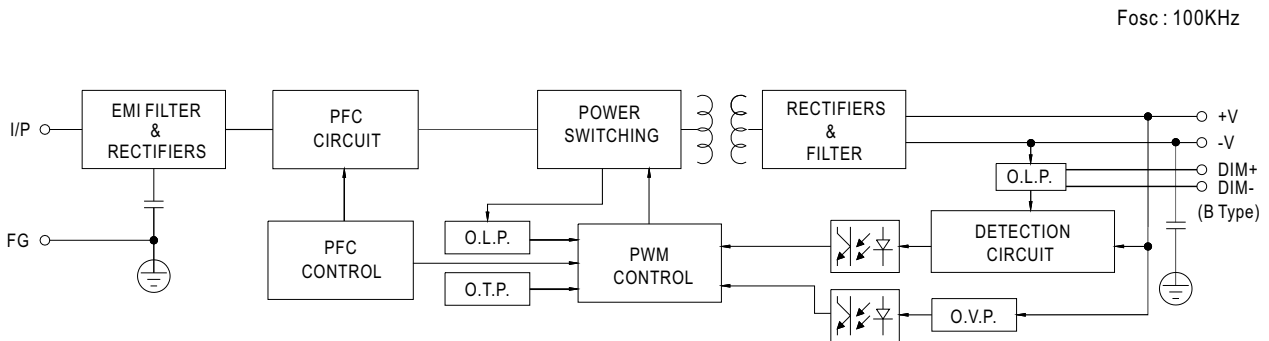 Fosc : 100KHz
I/P
EMI FILTER
&
RECTIFIERS
PFC
CIRCUIT
POWER
SWITCHING
RECTIFIERS
&
FILTER
+V
-V
O.L.P.
DIM+
DIM-
(B Type)
FG
PFC
CONTROL
O.L.P.
O.T.P.
PWM
CONTROL
DETECTION
CIRCUIT
O.V.P.